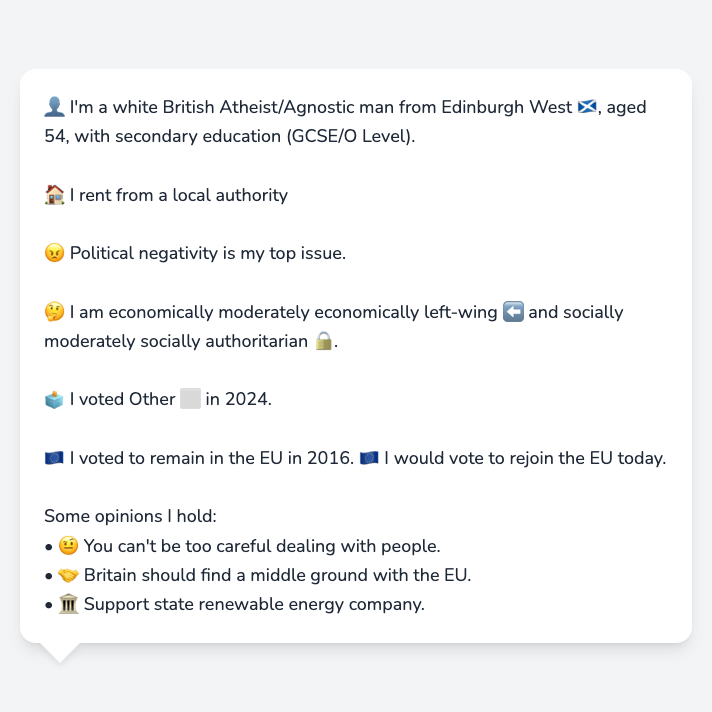 👤 I'm a white British Atheist/Agnostic man from Edinburgh West 🏴󠁧󠁢󠁳󠁣󠁴󠁿, aged
54, with secondary education (GCSE/O Level).
🏠 I rent from a local authority
😠 Political negativity is my top issue.
🤔 I am economically moderately economically left-wing ⬅️ and socially
moderately socially authoritarian 🔒.
🗳️ I voted Other ⬜ in 2024.
🇪🇺 I voted to remain in the EU in 2016. 🇪🇺 I would vote to rejoin the EU today.
Some opinions I hold:
• 🤨 You can't be too careful dealing with people.
• 🤝 Britain should find a middle ground with the EU.
• 🏛️ Support state renewable energy company.